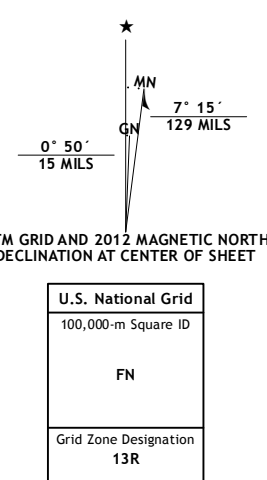 MN
GN
7° 15´
129 MILS
0° 50´
15 MILS
TM GRID AND 2012 MAGNETIC NORTH
DECLINATION AT CENTER OF SHEET
U.S. National Grid
100,000-m Square ID
FN
Grid Zone Designation
13R